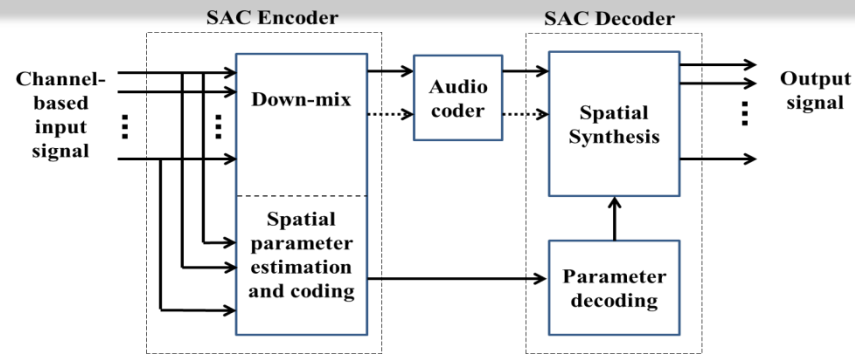 SAC Encoder
SAC Decoder
Channel-
based
input
signal
Down-mix
Spatial
parameter
estimation
and coding
Audio
coder
Spatial
Synthesis
Parameter
decoding
Output
signal